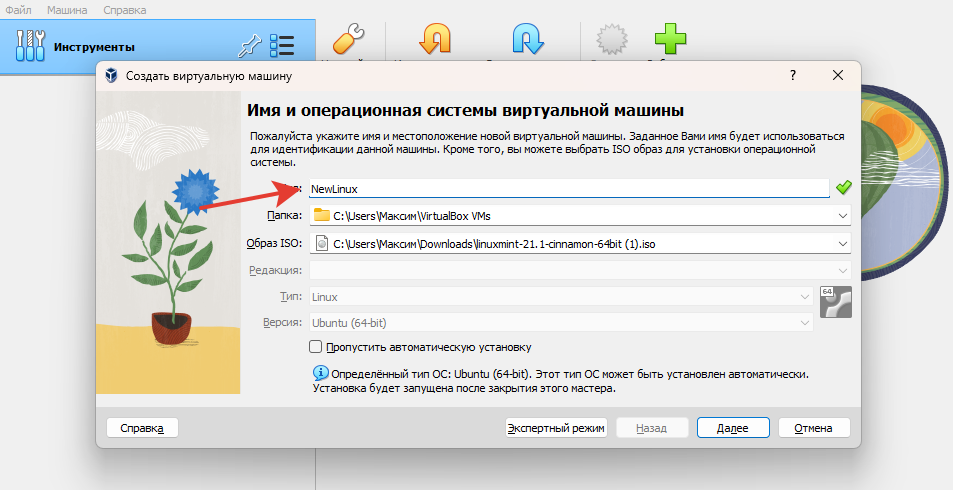 Файл Машина Справка
Инструменты
Создать виртуальную машину
?
Имя и операционная системы виртуальной машины
Пожалуйста укажите имя и местоположение новой виртуальной машины. Заданное Вами имя будет использоваться
для идентификации данной машины. Кроме того, вы можете выбрать ISO образ для установки операционной
системы.
NewLinux
Папка: C:\Users\Максим\VirtualBox VMs
Образ ISO: C:\Users\Максим\Downloads\linuxmint-21.1-cinnamon-64bit (1).iso
Редакция:
Тип: Linux
64
Версия: Ubuntu (64-bit)
Пропустить автоматическую установку
Определённый тип ОС: Ubuntu (64-bit). Этот тип ОС может быть установлен автоматически.
Установка будет запущена после закрытия этого мастера.
Справка Экспертный режим Назад Далее Отмена